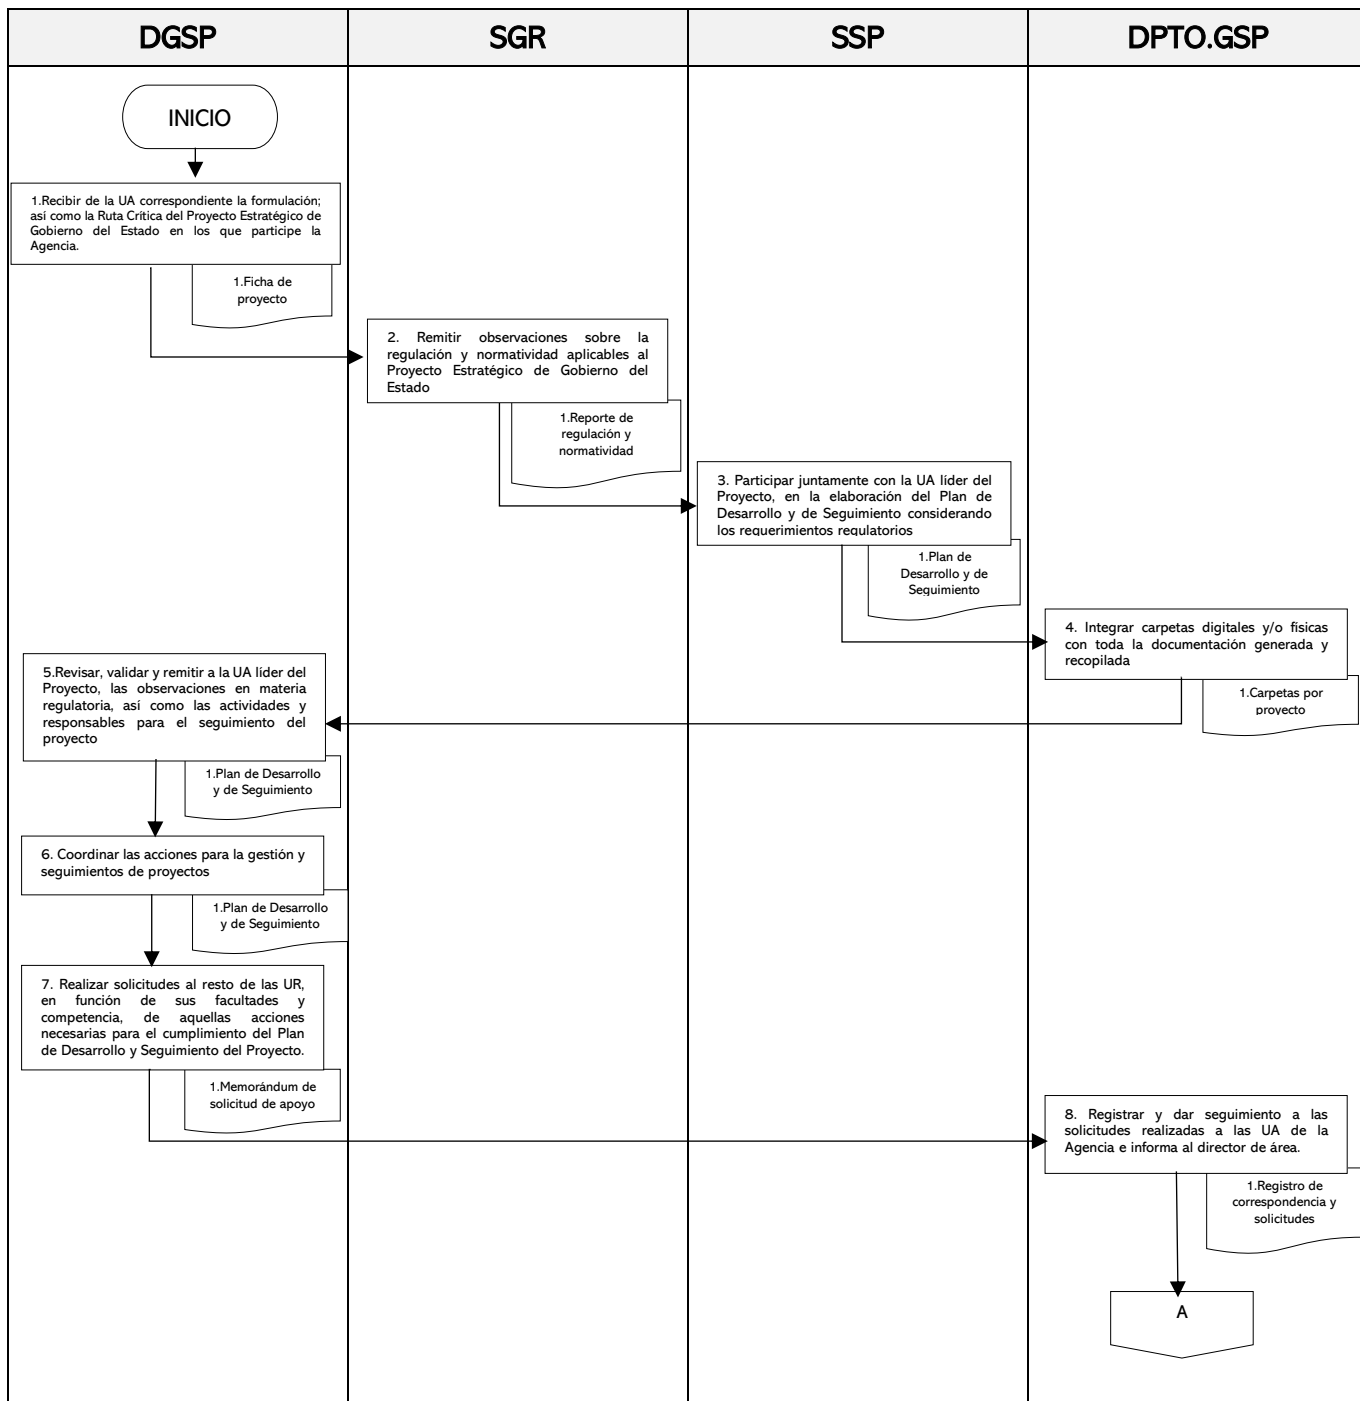 DGSP
SGR
SSP
DPTO.GSP
INICIO
1.Recibir de la UA correspondiente la formulación;
así como la Ruta Crítica del Proyecto Estratégico de
Gobierno del Estado en los que participe la
Agencia.
1.Ficha de
proyecto
2. Remitir observaciones sobre la
regulación y normatividad aplicables al
Proyecto Estratégico de Gobierno del
Estado
1.Reporte de
regulación y
normatividad
3. Participar juntamente con la UA líder del
Proyecto, en la elaboración del Plan de
Desarrollo y de Seguimiento considerando
los requerimientos regulatorios
1.Plan de
Desarrollo y de
Seguimiento
4. Integrar carpetas digitales y/o físicas
con toda la documentación generada y
recopilada
1.Carpetas por
proyecto
5.Revisar, validar y remitir a la UA líder del
Proyecto, las observaciones en materia
regulatoria, así como las actividades y
responsables para el seguimiento del
proyecto
1.Plan de Desarrollo
y de Seguimiento
6. Coordinar las acciones para la gestión y
seguimientos de proyectos
1.Plan de Desarrollo
y de Seguimiento
7. Realizar solicitudes al resto de las UR,
en función de sus facultades y
competencia, de aquellas acciones
necesarias para el cumplimiento del Plan
de Desarrollo y Seguimiento del Proyecto.
1.Memorándum de
solicitud de apoyo
8. Registrar y dar seguimiento a las
solicitudes realizadas a las UA de la
Agencia e informa al director de área.
1.Registro de
correspondencia y
solicitudes
A